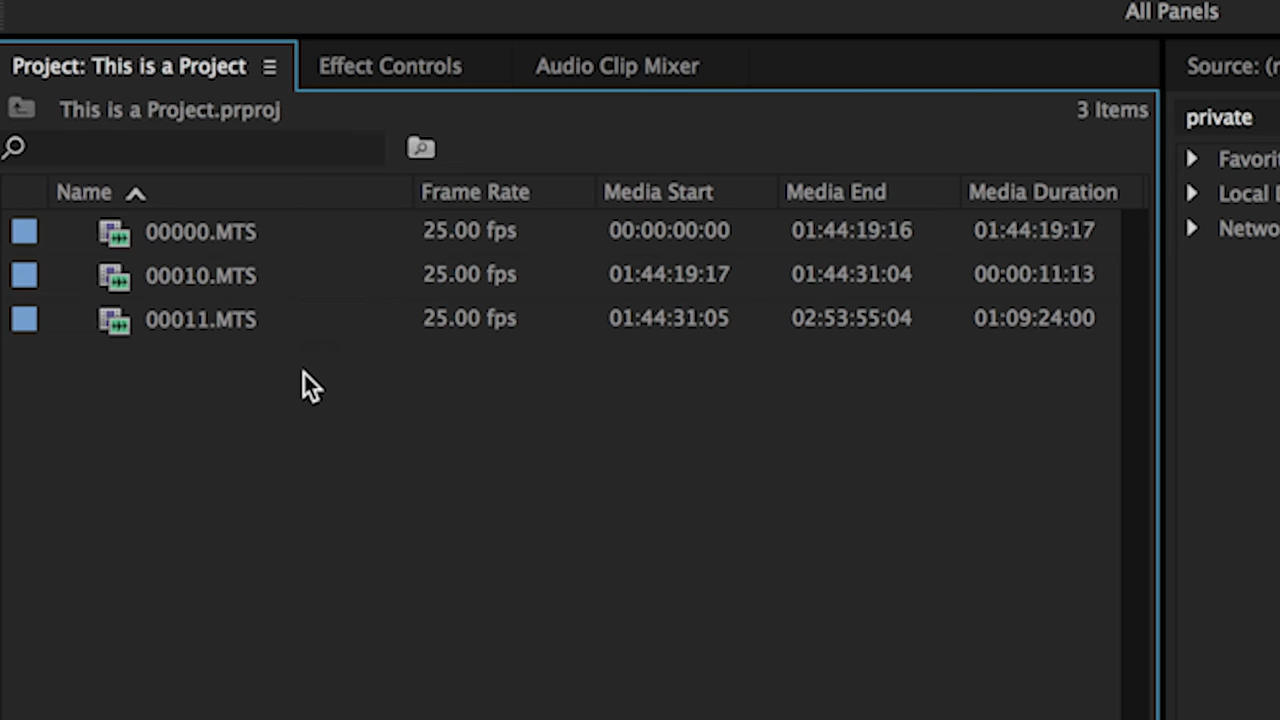 All Panels
Project: This is a Project Effect Controls Audio Clip Mixer Source: (
This is a Project.prproj 3 Items private
Name Frame Rate Media Start Media End Media Duration
00000.MTS 25.00 fps 00:00:00:00 01:44:19:16 01:44:19:17
00010.MTS 25.00 fps 01:44:19:17 01:44:31:04 00:00:11:13
00011.MTS 25.00 fps 01:44:31:05 02:53:55:04 01:09:24:00
Favorit
Local
Netwo